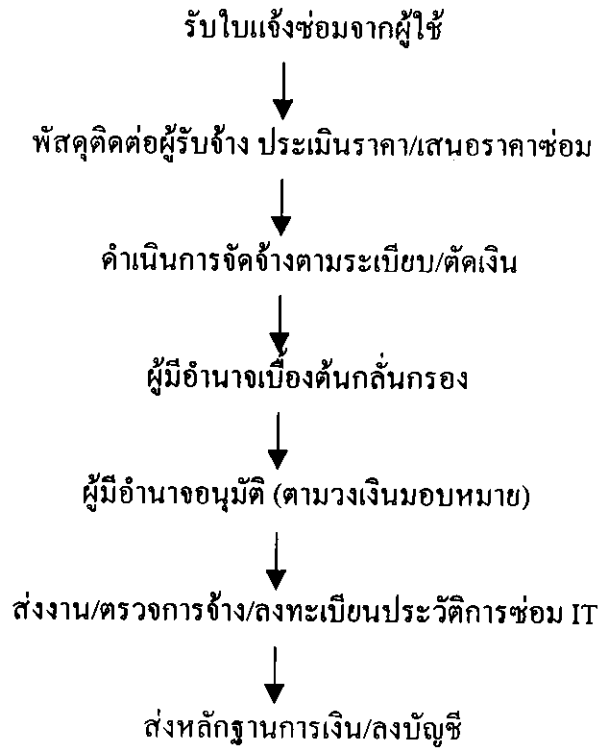 รับใบแจ้งซ่อมจากผู้ใช้
พัสดุติดต่อผู้รับจ้าง ประเมินราคา/เสนอราคาซ่อม
ดำเนินการจัดจ้างตามระเบียบ/ตัดเงิน
ผู้มีอำนาจเบื้องต้นกลั่นกรอง
ผู้มีอำนาจอนุมัติ (ตามวงเงินมอบหมาย)
ส่งงาน/ตรวจการจ้าง/ลงทะเบียนประวัติการซ่อม IT
ส่งหลักฐานการเงิน/ลงบัญชี